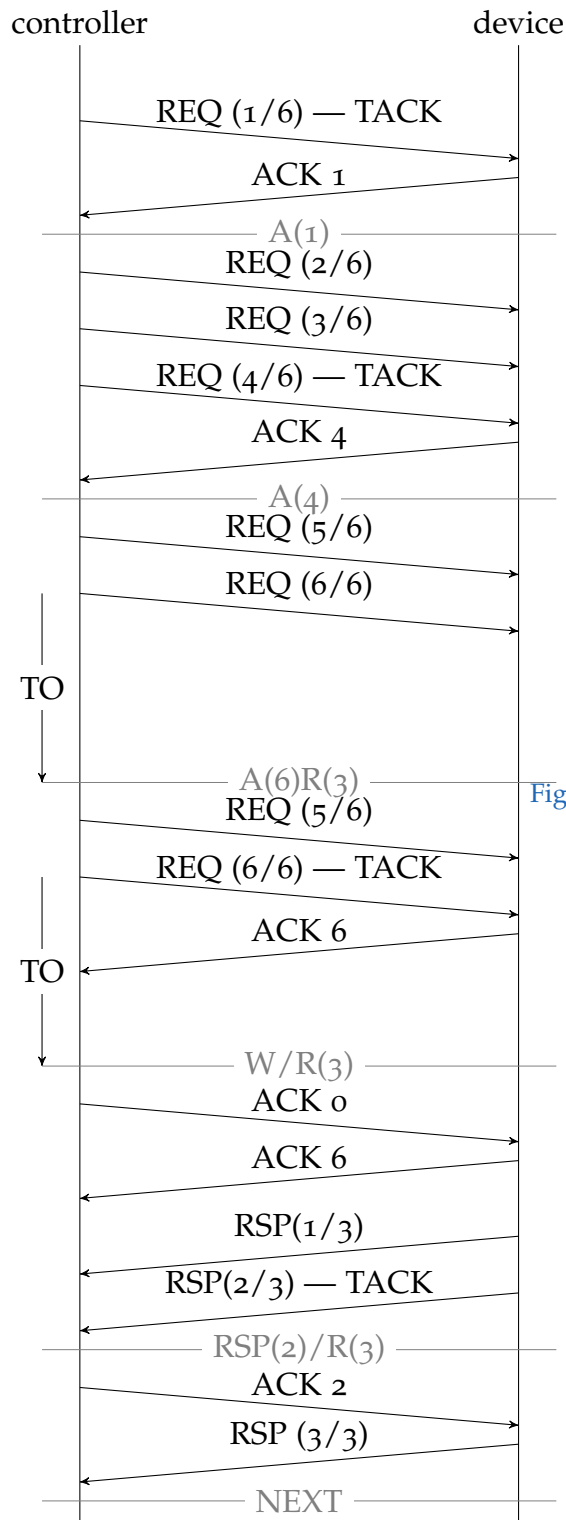 controller device
REQ (1/6) — TACK
ACK 1
A(1)
REQ (2/6)
REQ (3/6)
REQ (4/6) — TACK
ACK 4
A(4)
REQ (5/6)
REQ (6/6)
TO
A(6)R(3)
Fig
REQ (5/6)
REQ (6/6) — TACK
ACK 6
TO
W/R(3)
ACK 0
ACK 6
RSP(1/3)
RSP(2/3) — TACK
RSP(2)/R(3)
ACK 2
RSP (3/3)
NEXT